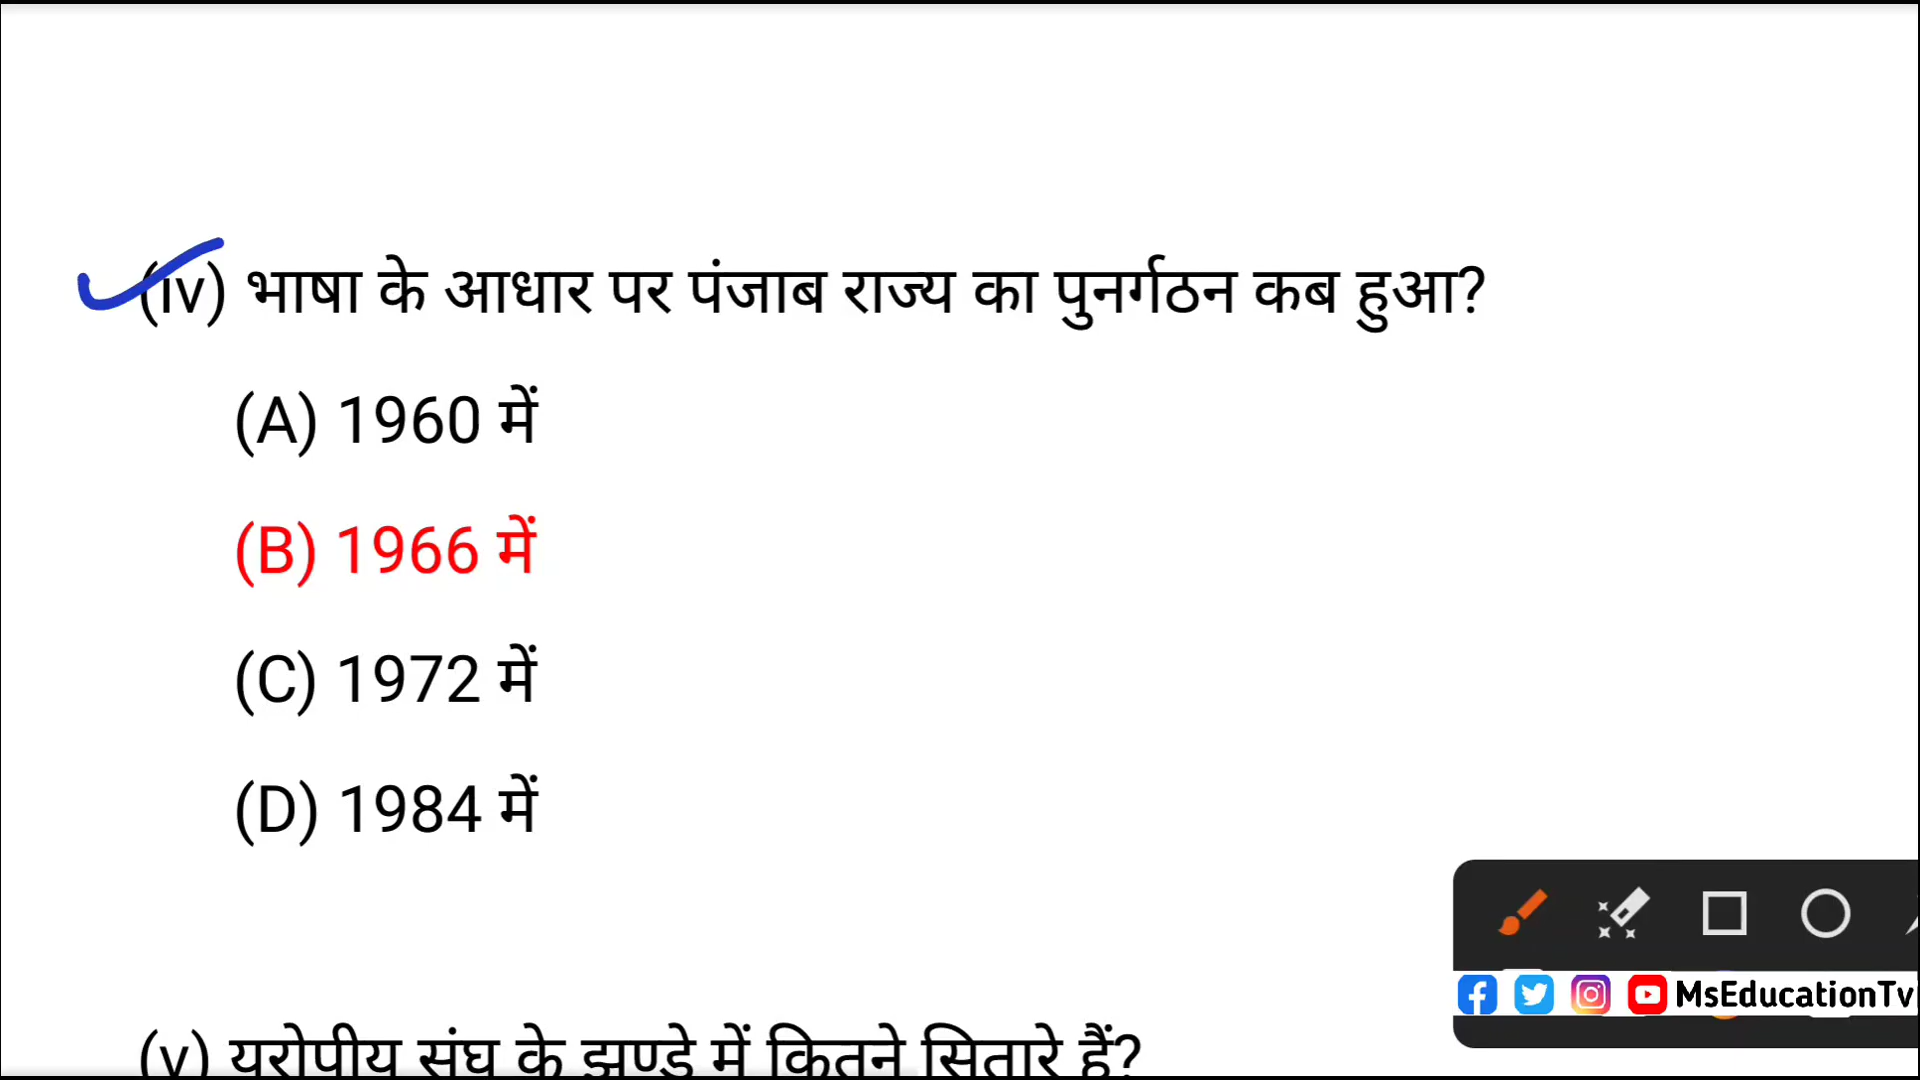 (iv) भाषा के आधार पर पंजाब राज्य का पुनर्गठन कब हुआ?
(A) 1960 में
(B) 1966 में
(C) 1972 में
(D) 1984 में
MsEducationTv
(v) यूरोपीय संघ के झण्डे में कितने सितारे हैं?